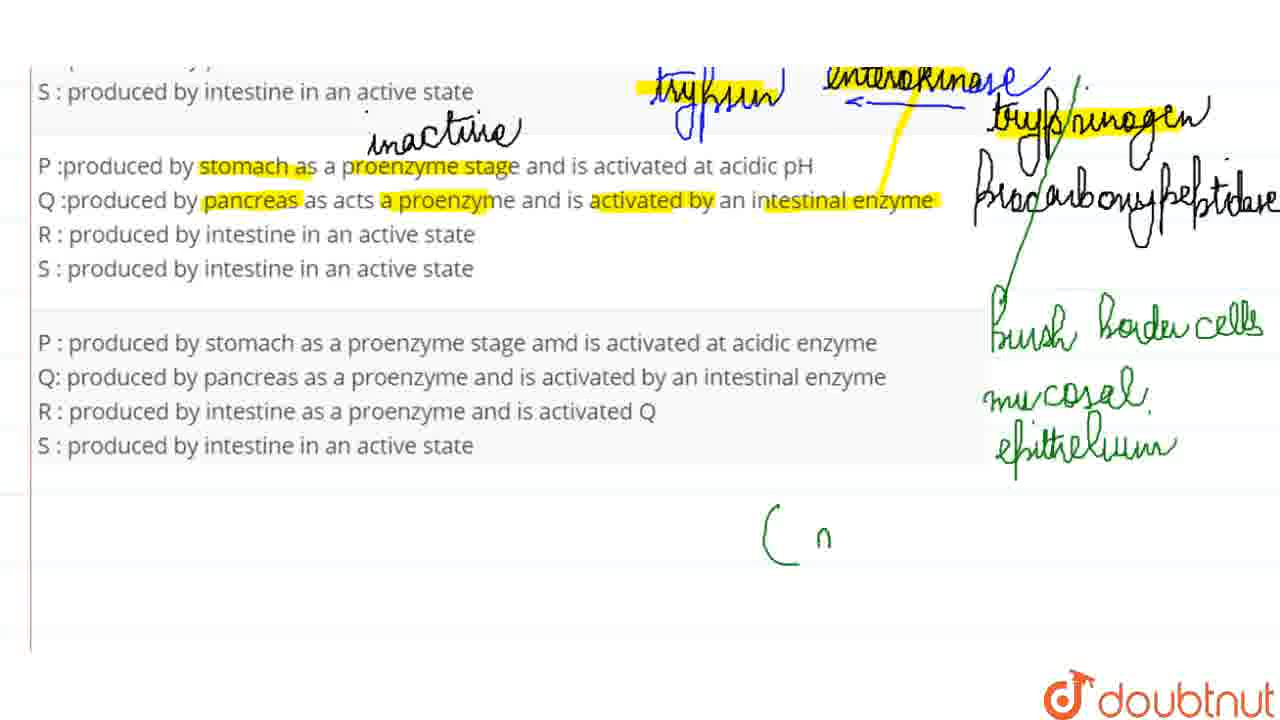 S : produced by intestine in an active state
trypsin enterokinase
trypsinogen
inactive
P :produced by stomach as a proenzyme stage and is activated at acidic pH
Q :produced by pancreas as acts a proenzyme and is activated by an intestinal enzyme
procarboxypeptidase
R : produced by intestine in an active state
S : produced by intestine in an active state
brush border cells
P : produced by stomach as a proenzyme stage amd is activated at acidic enzyme
Q: produced by pancreas as a proenzyme and is activated by an intestinal enzyme
mucosal
R : produced by intestine as a proenzyme and is activated Q
epithelium
S : produced by intestine in an active state
( n
doubtnut